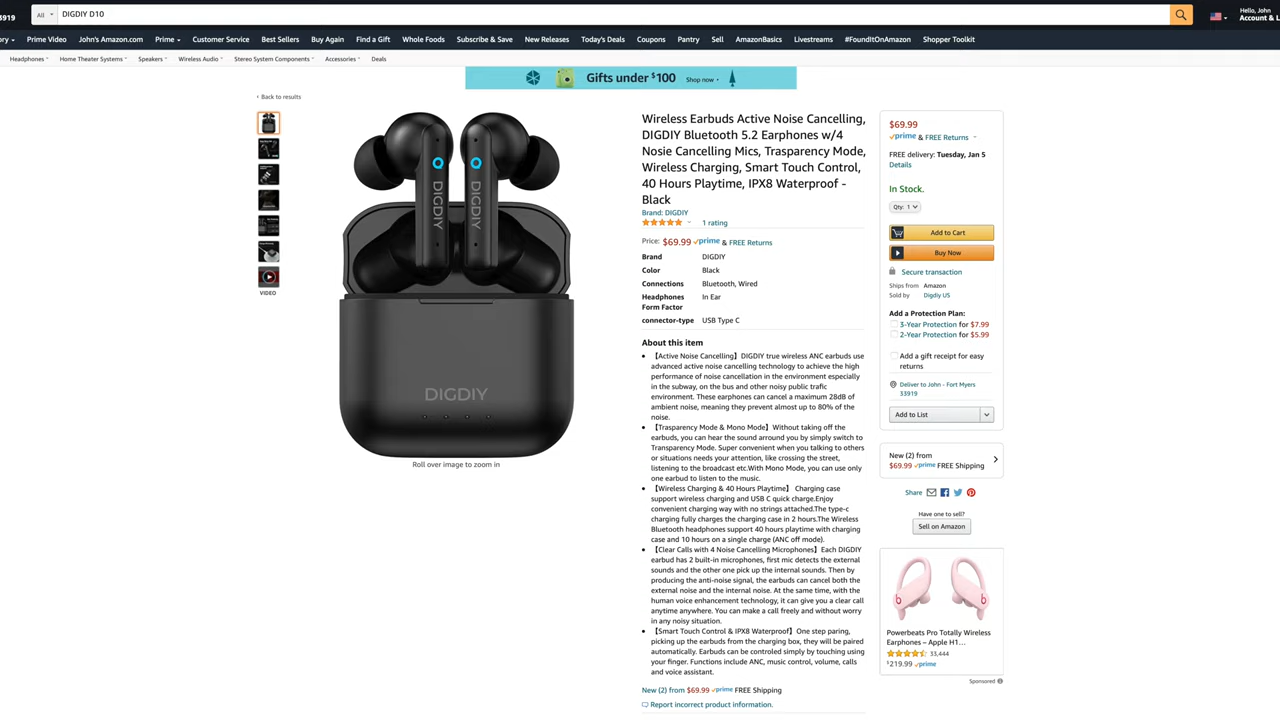 3919
All
DIGDIY D10
Hello, John
Account & L
ory
Prime Video
John's Amazon.com
Prime
Customer Service
Best Sellers
Buy Again
Find a Gift
Whole Foods
Subscribe & Save
New Releases
Today's Deals
Coupons
Pantry
Sell
AmazonBasics
Livestreams
#FoundItOnAmazon
Shopper Toolkit
Headphones
Home Theater Systems
Speakers
Wireless Audio
Stereo System Components
Accessories
Deals
Gifts under $100 Shop now ›
‹ Back to results
VIDEO
DIGDIY
DIGDIY
DIGDIY
Roll over image to zoom in
Wireless Earbuds Active Noise Cancelling,
DIGDIY Bluetooth 5.2 Earphones w/4
Nosie Cancelling Mics, Trasparency Mode,
Wireless Charging, Smart Touch Control,
40 Hours Playtime, IPX8 Waterproof -
Black
Brand: DIGDIY
1 rating
Price: $69.99 prime & FREE Returns
Brand DIGDIY
Color Black
Connections Bluetooth, Wired
Headphones In Ear
Form Factor
connector-type USB Type C
About this item
• 【Active Noise Cancelling】DIGDIY true wireless ANC earbuds use
advanced active noise cancelling technology to achieve the high
performance of noise cancellation in the environment especially
in the subway, on the bus and other noisy public trafic
environment. These earphones can cancel a maximum 28dB of
ambient noise, meaning they prevent almost up to 80% of the
noise.
• 【Trasparency Mode & Mono Mode】Without taking off the
earbuds, you can hear the sound arround you by simply switch to
Transparency Mode. Super convenient when you talking to others
or situations needs your attention, like crossing the street,
listening to the broadcast etc.With Mono Mode, you can use only
one earbud to listen to the music.
• 【Wireless Charging & 40 Hours Playtime】 Charging case
support wireless charging and USB C quick charge.Enjoy
convenient charging way with no strings attached.The type-c
charging fully charges the charging case in 2 hours.The Wireless
Bluetooth headphones support 40 hours playtime with charging
case and 10 hours on a single charge (ANC off mode).
• 【Clear Calls with 4 Noise Cancelling Microphones】Each DIGDIY
earbud has 2 built-in microphones, first mic detects the external
sounds and the other one pick up the internal sounds. Then by
producing the anti-noise signal, the earbuds can cancel both the
external noise and the internal noise. At the same time, with the
human voice enhancement technology, it can give you a clear call
anytime anywhere. You can make a call freely and without worry
in any noisy situation.
• 【Smart Touch Control & IPX8 Waterproof】One step paring,
picking up the earbuds from the charging box, they will be paired
automatically. Earbuds can be controled simply by touching using
your finger. Functions include ANC, music control, volume, calls
and voice assistant.
New (2) from $69.99 prime FREE Shipping
Report incorrect product information.
$69.99
prime & FREE Returns
FREE delivery: Tuesday, Jan 5
Details
In Stock.
Qty: 1
Add to Cart
Buy Now
Secure transaction
Ships from Amazon
Sold by Digdiy US
Add a Protection Plan:
3-Year Protection for $7.99
2-Year Protection for $5.99
Add a gift receipt for easy
returns
Deliver to John - Fort Myers
33919
Add to List
New (2) from
$69.99 prime FREE Shipping
Share
Have one to sell?
Sell on Amazon
Powerbeats Pro Totally Wireless
Earphones – Apple H1...
33,444
$219.99 prime
Sponsored